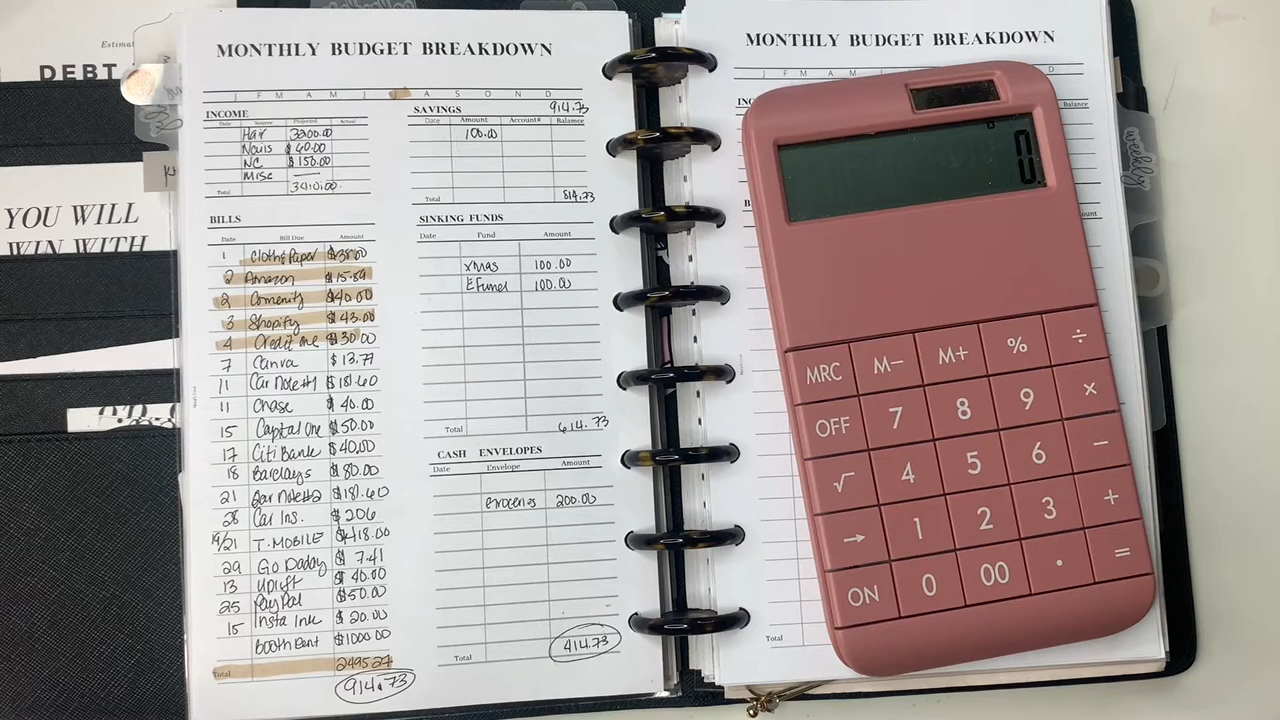 Estima
DEBT
YOU WILL
WIN WITH
MONTHLY BUDGET BREAKDOWN
J F M A M J A S O N D
INCOME
Date Source Projected Actual
Hair 3200.00
Nails $ 60.00
NC $ 150.00
Misc —
Total 3410.00
BILLS
Date Bill Due Amount
1 Cloth & Paper $38.00
2 Amazon $15.89
2 Comenity $40.00
3 Shopify $43.00
4 Credit One $30.00
7 Canva $13.77
11 Car Note#1 $181.60
11 Chase $40.00
15 Capital One $50.00
17 Citi Bank $40.00
18 Barclays $80.00
21 Car Note#2 $181.60
28 Car Ins. $206
19/21 T-MOBILE $418.00
29 Go Daddy $ 7.41
13 Uplift $ 40.00
25 PayPal $50.00
15 Insta Ink $ 20.00
Booth Rent $1000.00
Total 2495.27
914.73
SAVINGS 914.73
Date Amount Account# Balance
100.00
Total 814.73
SINKING FUNDS
Date Fund Amount
Xmas 100.00
E Fund 100.00
Total 614.73
CASH ENVELOPES
Date Envelope Amount
Groceries 200.00
Total 414.73
MONTHLY BUDGET BREAKDOWN
J F M A D
Balance
Total
weekly
0.
MRC M− M+ % ÷
OFF 7 8 9 ×
√ 4 5 6 −
→ 1 2 3 +
ON 0 00 · =